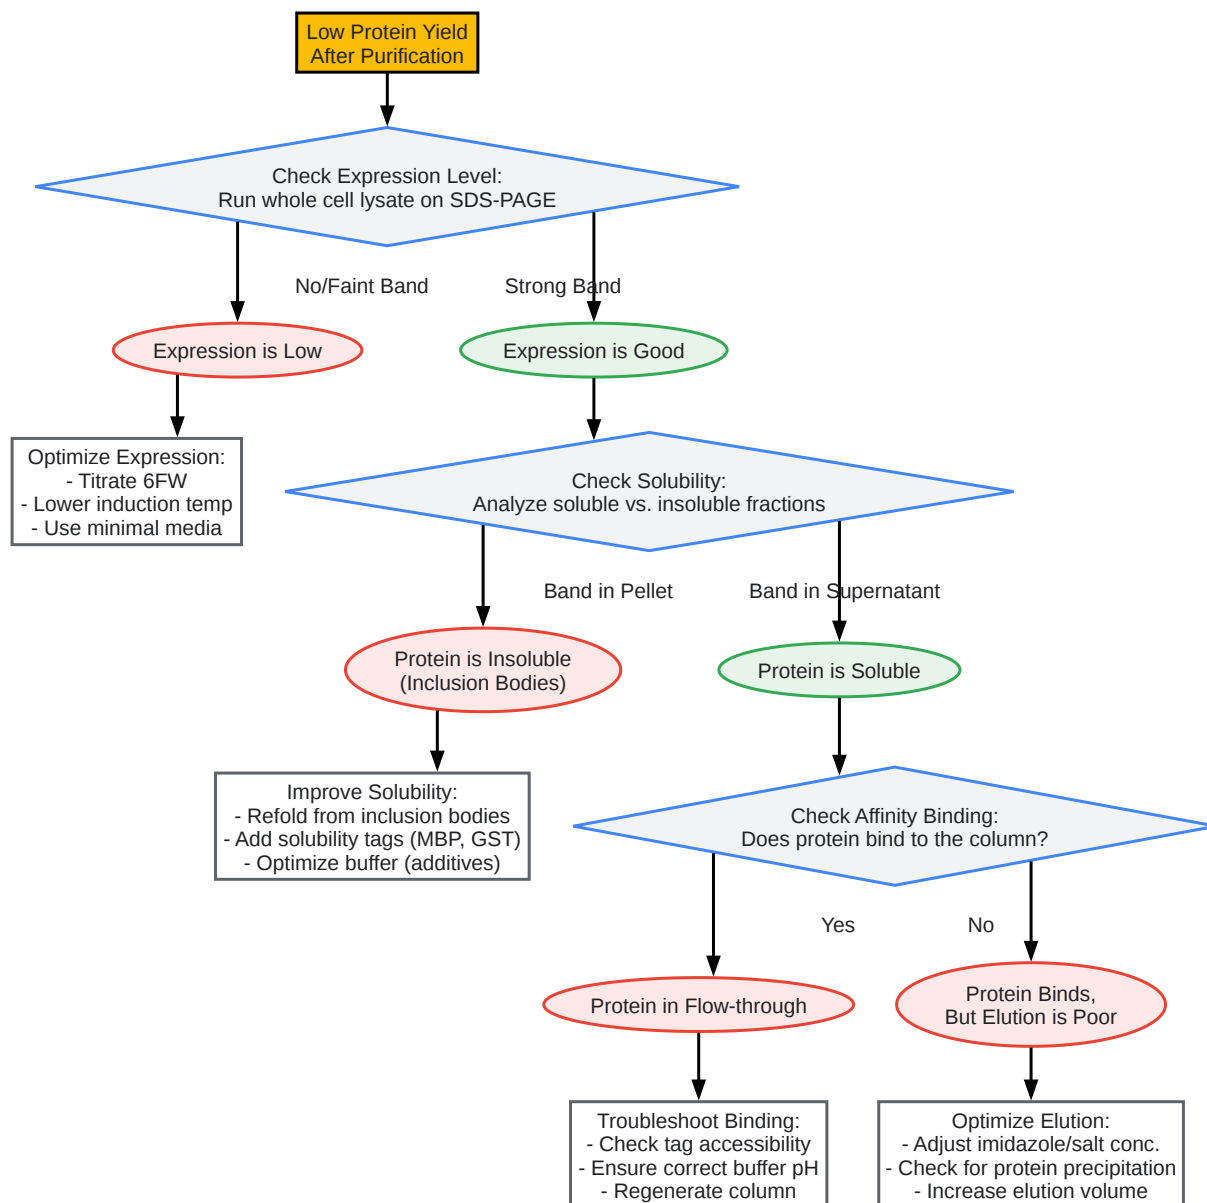 Low Protein Yield
After Purification
Check Expression Level:
Run whole cell lysate on SDS-PAGE
No/Faint Band
Strong Band
Expression is Low
Expression is Good
Optimize Expression:
- Titrate 6FW
- Lower induction temp
- Use minimal media
Check Solubility:
Analyze soluble vs. insoluble fractions
Band in Pellet
Band in Supernatant
Protein is Insoluble
(Inclusion Bodies)
Protein is Soluble
Improve Solubility:
- Refold from inclusion bodies
- Add solubility tags (MBP, GST)
- Optimize buffer (additives)
Check Affinity Binding:
Does protein bind to the column?
Yes
No
Protein in Flow-through
Protein Binds,
But Elution is Poor
Troubleshoot Binding:
- Check tag accessibility
- Ensure correct buffer pH
- Regenerate column
Optimize Elution:
- Adjust imidazole/salt conc.
- Check for protein precipitation
- Increase elution volume